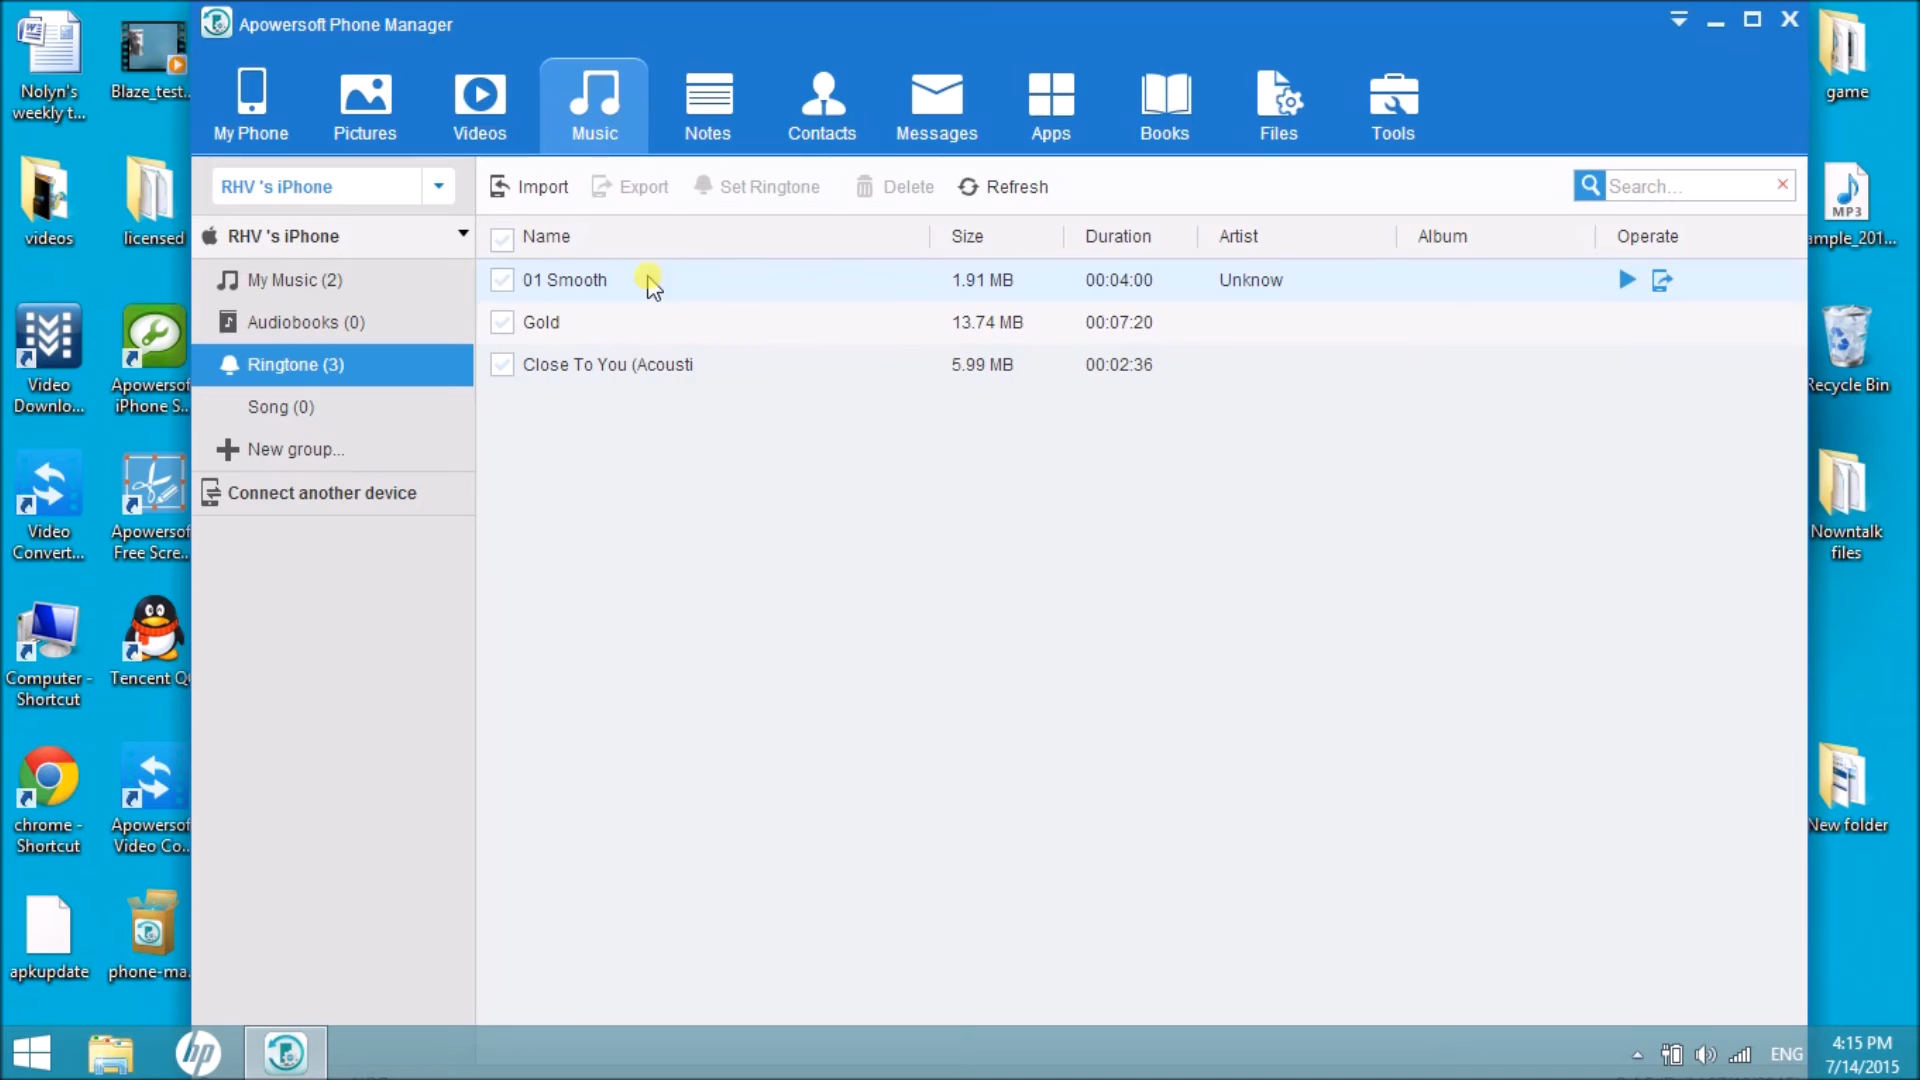 Apowersoft Phone Manager
My Phone
Pictures
Videos
Music
Notes
Contacts
Messages
Apps
Books
Files
Tools
RHV 's iPhone
Import
Export
Set Ringtone
Delete
Refresh
Search...
RHV 's iPhone
My Music (2)
Audiobooks (0)
Ringtone (3)
Song (0)
New group...
Connect another device
Name Size Duration Artist Album Operate
01 Smooth 1.91 MB 00:04:00 Unknow
Gold 13.74 MB 00:07:20
Close To You (Acousti 5.99 MB 00:02:36
Nolyn's
weekly t...
Blaze_test...
videos
licensed
Video
Downlo...
Apowersof
iPhone S...
Video
Convert...
Apowersof
Free Scre...
Computer -
Shortcut
Tencent Q
chrome -
Shortcut
Apowersof
Video Co...
apkupdate
phone-ma...
game
MP3
ample_201...
Recycle Bin
Nowntalk
files
New folder
hp
ENG
4:15 PM
7/14/2015